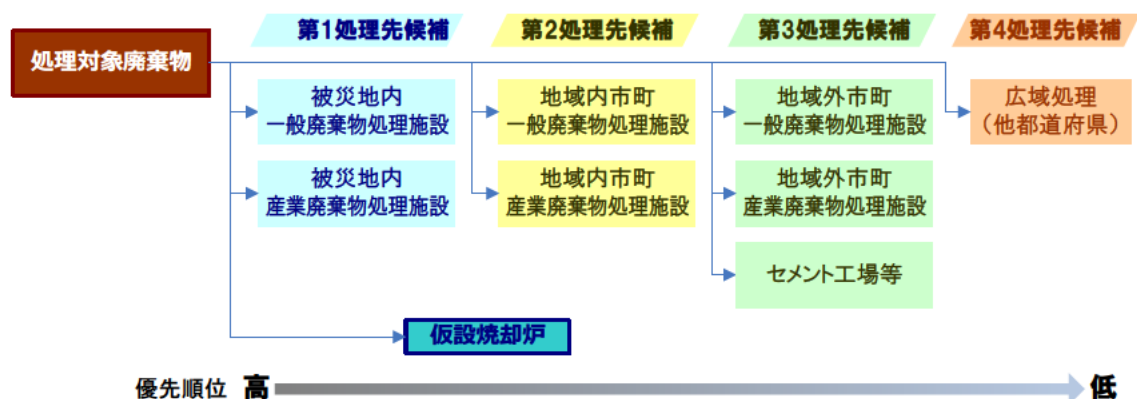 第1処理先候補
第2処理先候補
第3処理先候補
第4処理先候補
処理対象廃棄物
被災地内
一般廃棄物処理施設
地域内市町
一般廃棄物処理施設
地域外市町
一般廃棄物処理施設
広域処理
（他都道府県）
被災地内
産業廃棄物処理施設
地域内市町
産業廃棄物処理施設
地域外市町
産業廃棄物処理施設
セメント工場等
仮設焼却炉
優先順位 高 低